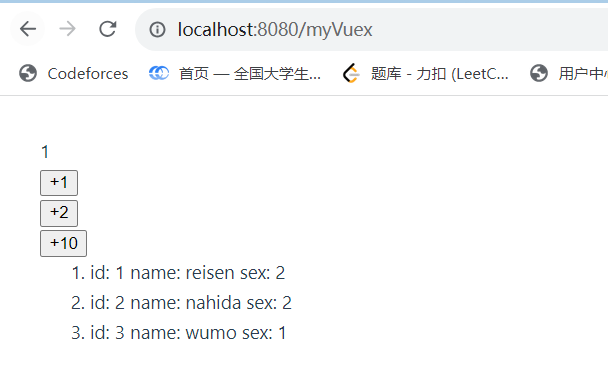 localhost:8080/myVuex
Codeforces 首页 — 全国大学生... 题库 - 力扣 (LeetC... 用户中
1
+1
+2
+10
1. id: 1 name: reisen sex: 2
2. id: 2 name: nahida sex: 2
3. id: 3 name: wumo sex: 1